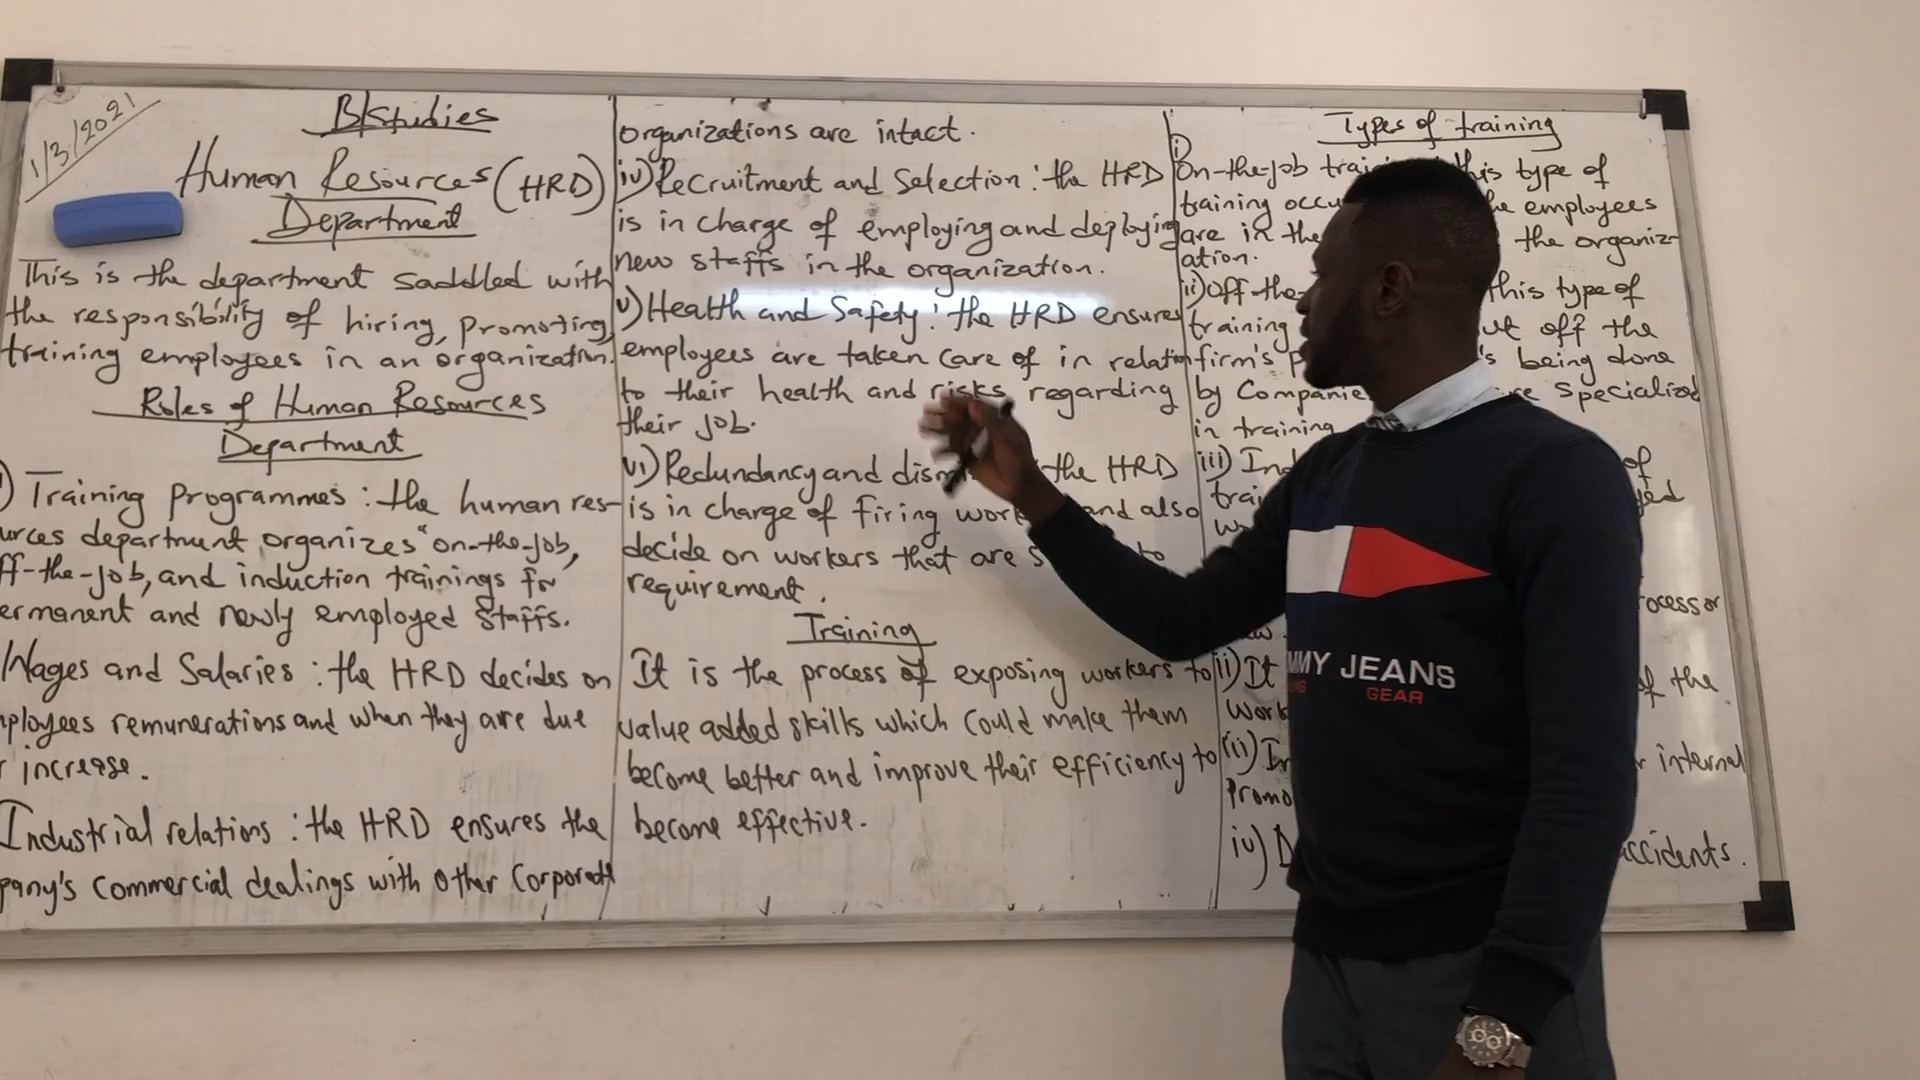 1/3/2021
B/Studies
Human Resources (HRD)
Department
This is the department saddled with
the responsibility of hiring, promoting,
training employees in an organization.
Roles of Human Resources
Department
) Training Programmes : the human res-
urces department organizes "on-the-job,
ff-the-job, and induction trainings for
ermanent and newly employed staffs.
Wages and Salaries : the HRD decides on
ployees remunerations and when they are due
r increase.
Industrial relations : the HRD ensures the
pany's commercial dealings with other Corporate
organizations are intact.
iv) Recruitment and Selection : the HRD
is in charge of employing and deploying
new staffs in the organization.
v) Health and Safety : the HRD ensures
employees are taken care of in relation
to their health and risks regarding
their job.
vi) Redundancy and dism the HRD
is in charge of firing work and also
decide on workers that are s to
requirement.
Training
It is the process of exposing workers to
value added skills which could make them
become better and improve their efficiency to
become effective.
Types of training
i)
On-the-job this type of
training occu employees
are in the the organiz-
ation.
ii) Off-the- this type of
training off the
firm's p 's being done
by Companie specialized
in training
iii) Ind of
trai
ocess or
ii) It of the
work
iii) In internal
Promo
iv) D accidents.
MMY JEANS
GEAR